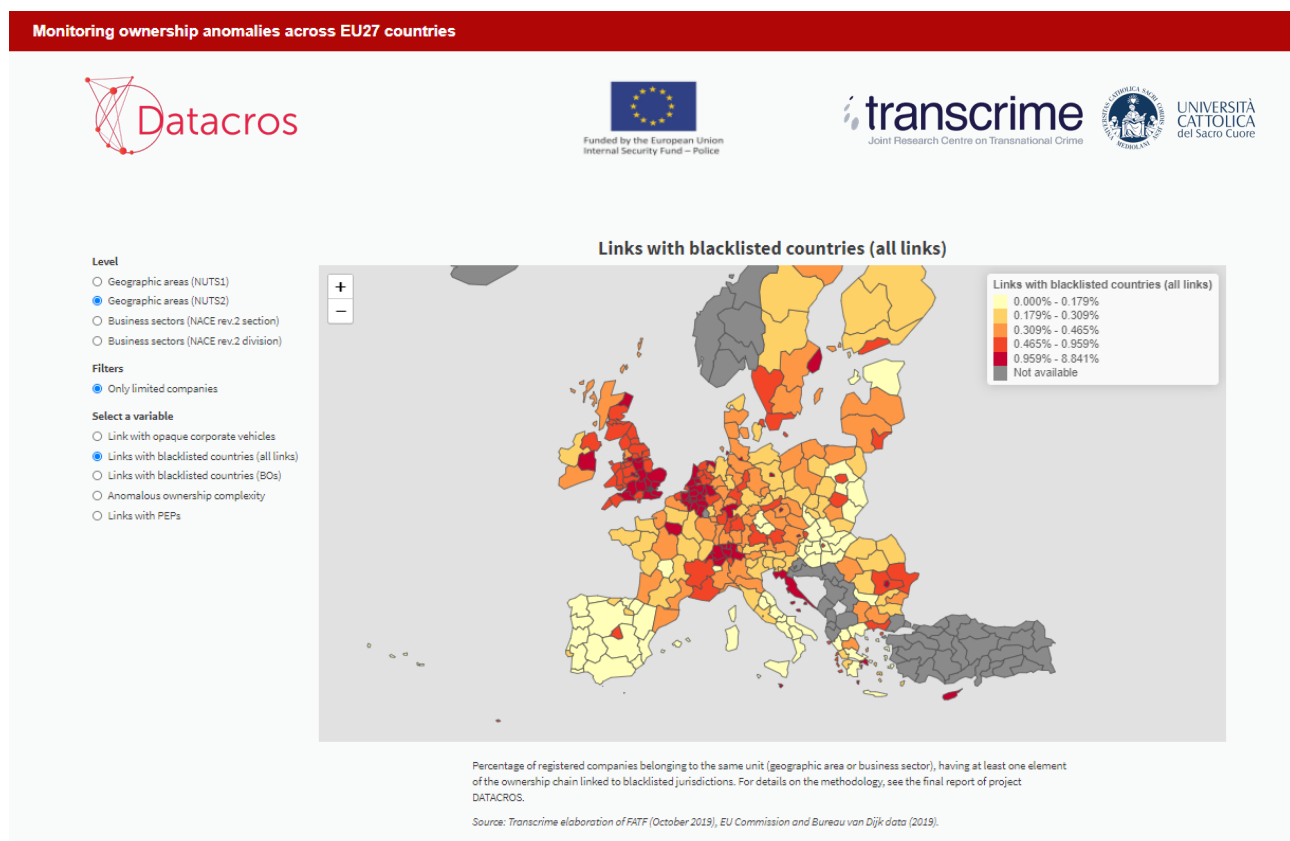 Monitoring ownership anomalies across EU27 countries
Datacros
Funded by the European Union
Internal Security Fund – Police
transcrime
Joint Research Centre on Transnational Crime
UNIVERSITÀ
CATTOLICA
del Sacro Cuore
Links with blacklisted countries (all links)
Level
Geographic areas (NUTS1)
Geographic areas (NUTS2)
Business sectors (NACE rev.2 section)
Business sectors (NACE rev.2 division)
Filters
Only limited companies
Select a variable
Link with opaque corporate vehicles
Links with blacklisted countries (all links)
Links with blacklisted countries (BOs)
Anomalous ownership complexity
Links with PEPs
+
−
Links with blacklisted countries (all links)
0.000% - 0.179%
0.179% - 0.309%
0.309% - 0.465%
0.465% - 0.959%
0.959% - 8.841%
Not available
Percentage of registered companies belonging to the same unit (geographic area or business sector), having at least one element
of the ownership chain linked to blacklisted jurisdictions. For details on the methodology, see the final report of project
DATACROS.
Source: Transcrime elaboration of FATF (October 2019), EU Commission and Bureau van Dijk data (2019).